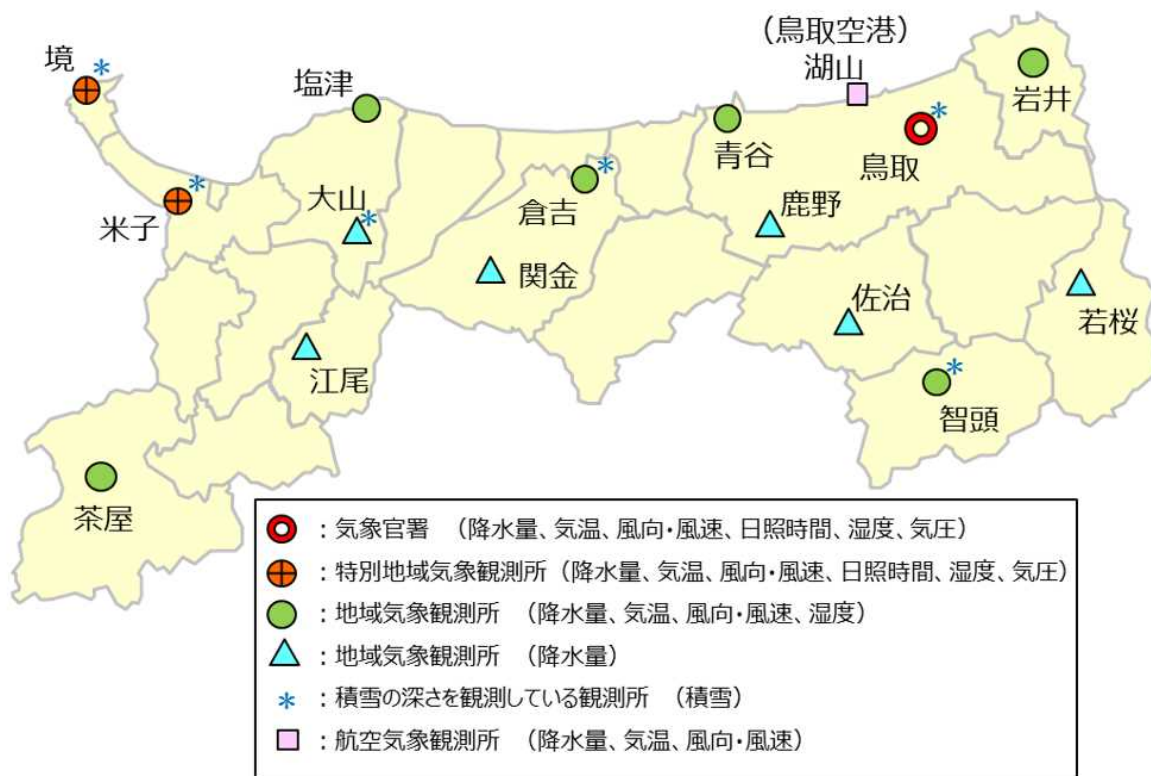 （鳥取空港）
湖山
境
*
塩津
岩井
*
青谷
鳥取
*
米子
大山
*
倉吉
*
鹿野
関金
佐治
若桜
江尾
*
智頭
茶屋
：気象官署 （降水量、気温、風向・風速、日照時間、湿度、気圧）
：特別地域気象観測所（降水量、気温、風向・風速、日照時間、湿度、気圧）
：地域気象観測所 （降水量、気温、風向・風速、湿度）
：地域気象観測所 （降水量）
* ：積雪の深さを観測している観測所 （積雪）
：航空気象観測所 （降水量、気温、風向・風速）